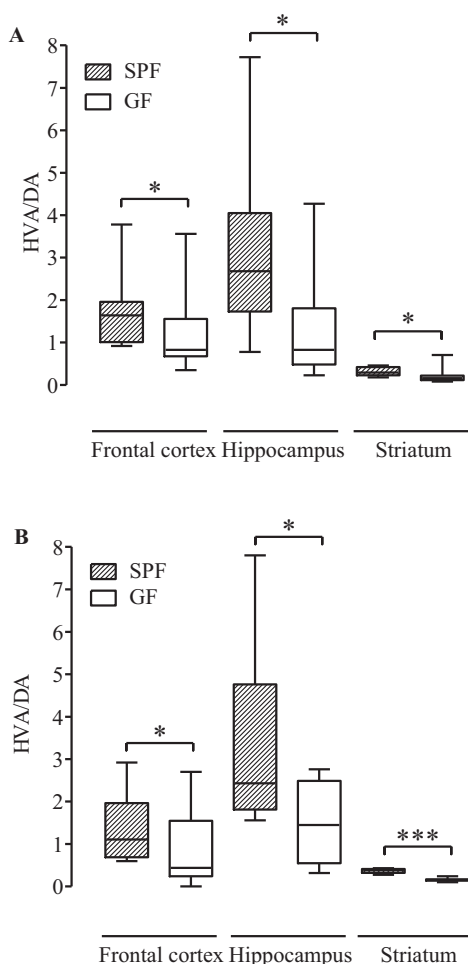 A
*
8
SPF
7
GF
6
5
*
4
HVA/DA
3
2
*
1
0
Frontal cortex Hippocampus Striatum
B
*
8
SPF
7
GF
6
5
HVA/DA
4
*
3
2
***
1
0
Frontal cortex Hippocampus Striatum